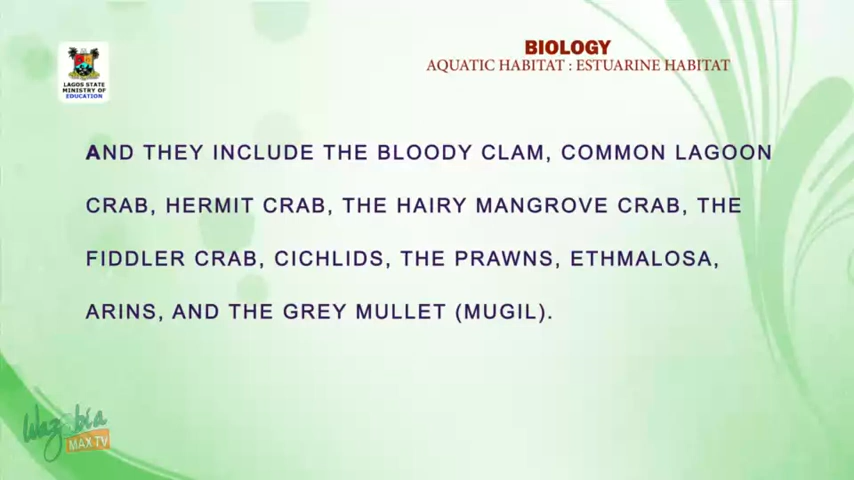 BIOLOGY
AQUATIC HABITAT : ESTUARINE HABITAT
LAGOS STATE
MINISTRY OF
EDUCATION
AND THEY INCLUDE THE BLOODY CLAM, COMMON LAGOON
CRAB, HERMIT CRAB, THE HAIRY MANGROVE CRAB, THE
FIDDLER CRAB, CICHLIDS, THE PRAWNS, ETHMALOSA,
ARINS, AND THE GREY MULLET (MUGIL).
Wazobia
MAX TV